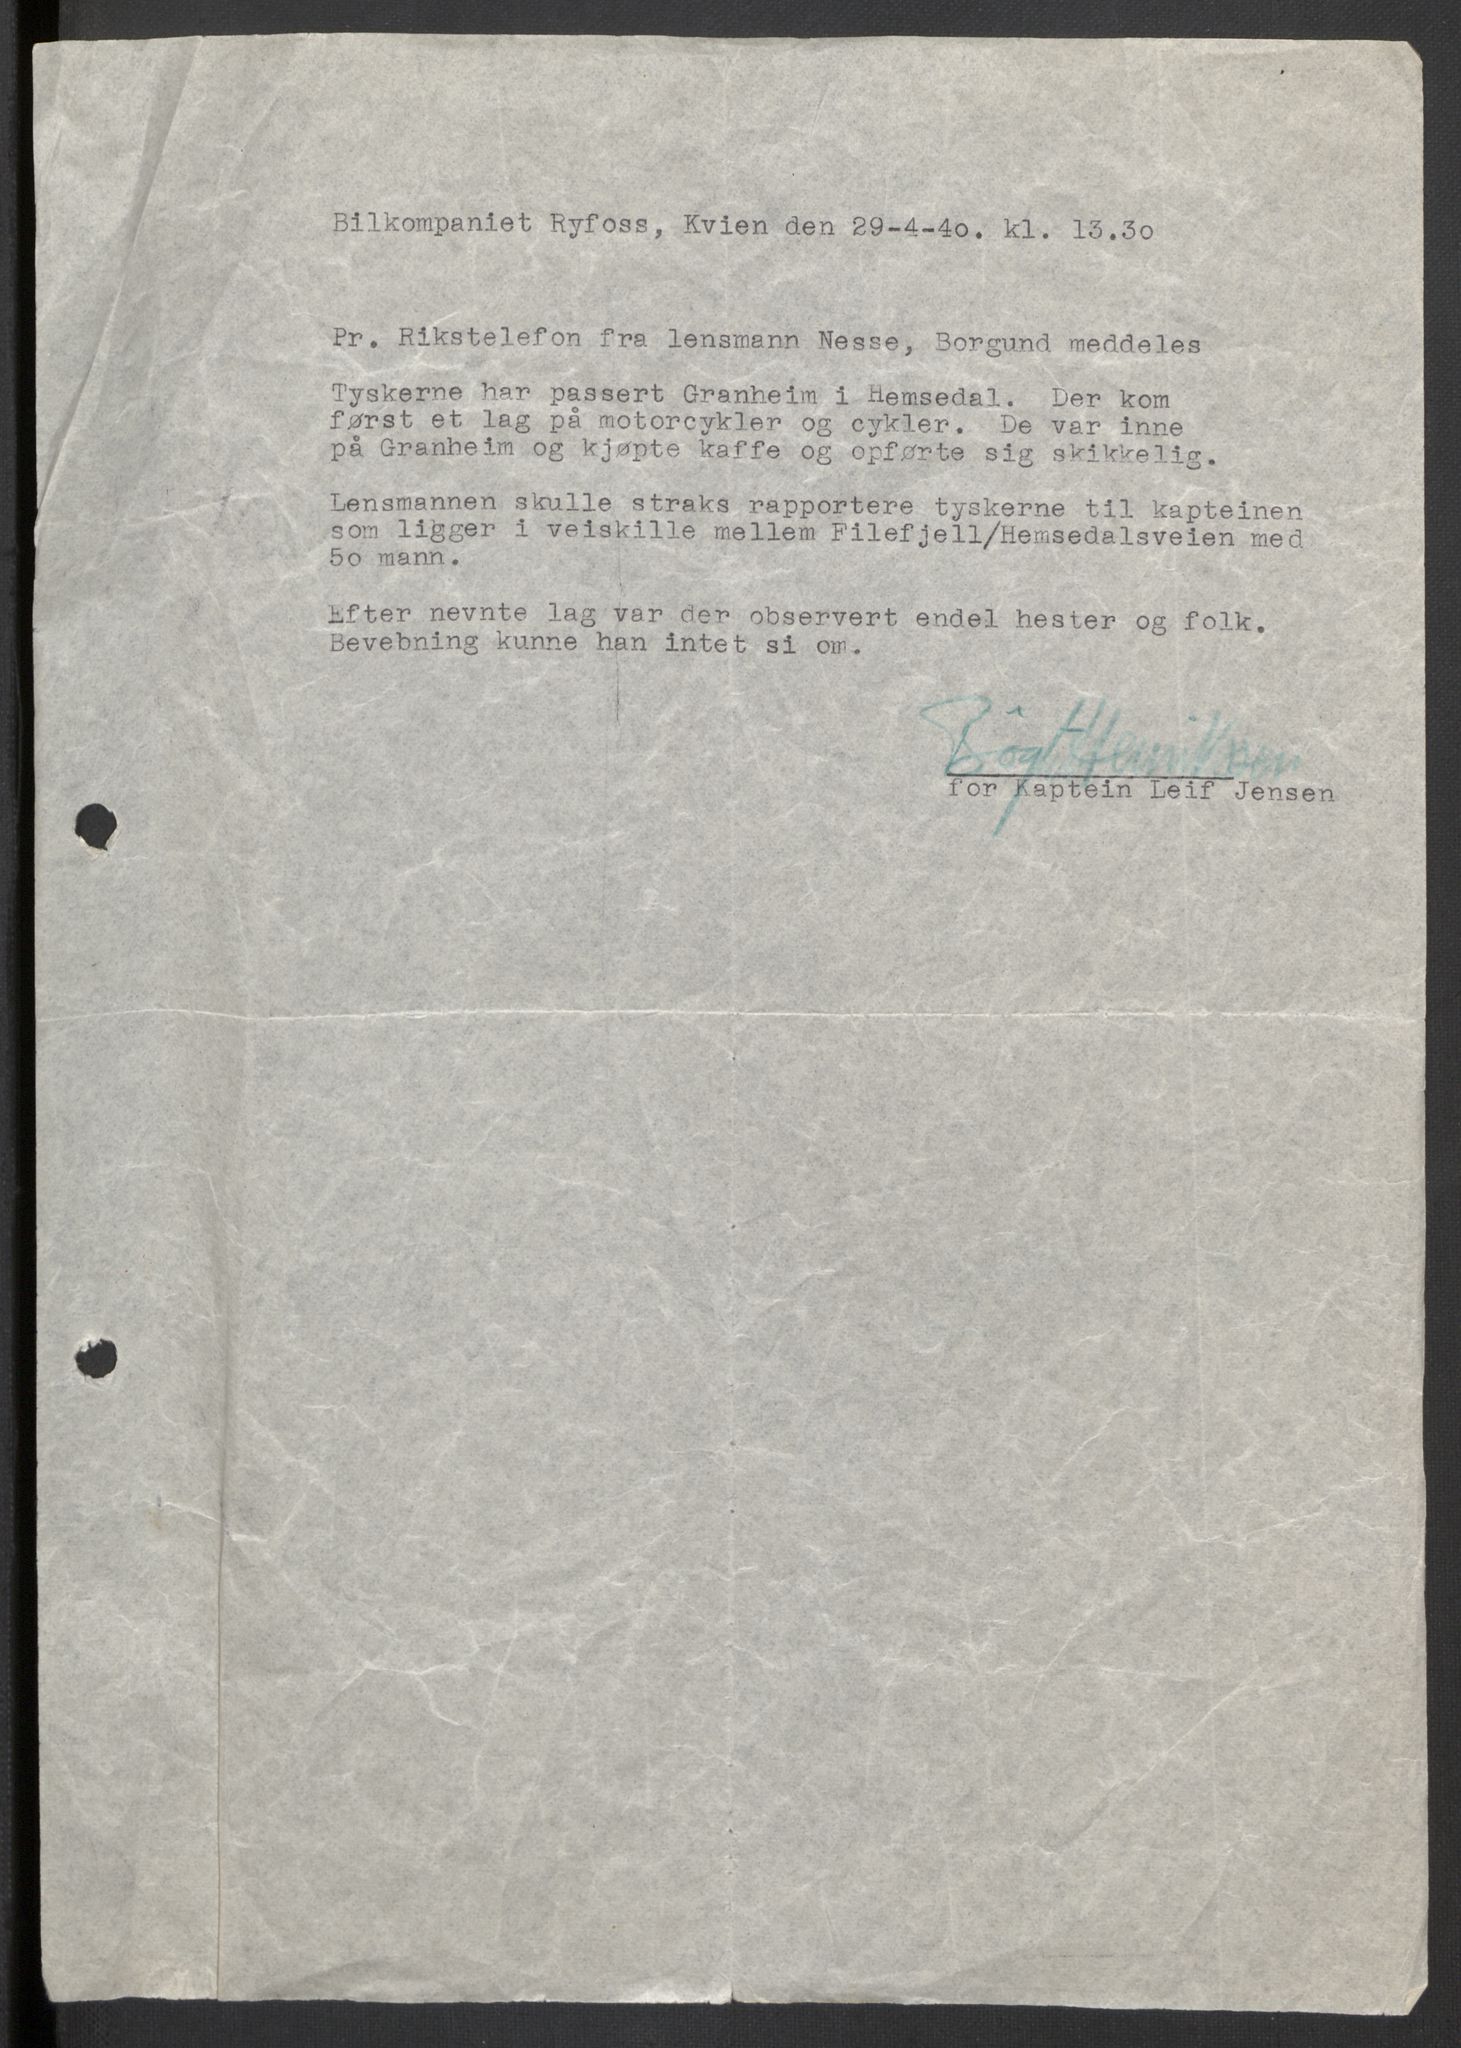 Bilkompaniet Ryfoss, Kvien den 29-4-4o. kl. 13.3o
Pr. Rikstelefon fra lensmann Nesse, Borgund meddeles
Tyskerne har passert Granheim i Hemsedal. Der kom
først et lag på motorcykler og cykler. De var inne
på Granheim og kjøpte kaffe og opførte sig skikkelig.
Lensmannen skulle straks rapportere tyskerne til kapteinen
som ligger i veiskille mellem Filefjell/Hemsedalsveien med
5o mann.
Efter nevnte lag var der observert endel hester og folk.
Bevebning kunne han intet si om.
Henriksen
for Kaptein Leif Jensen